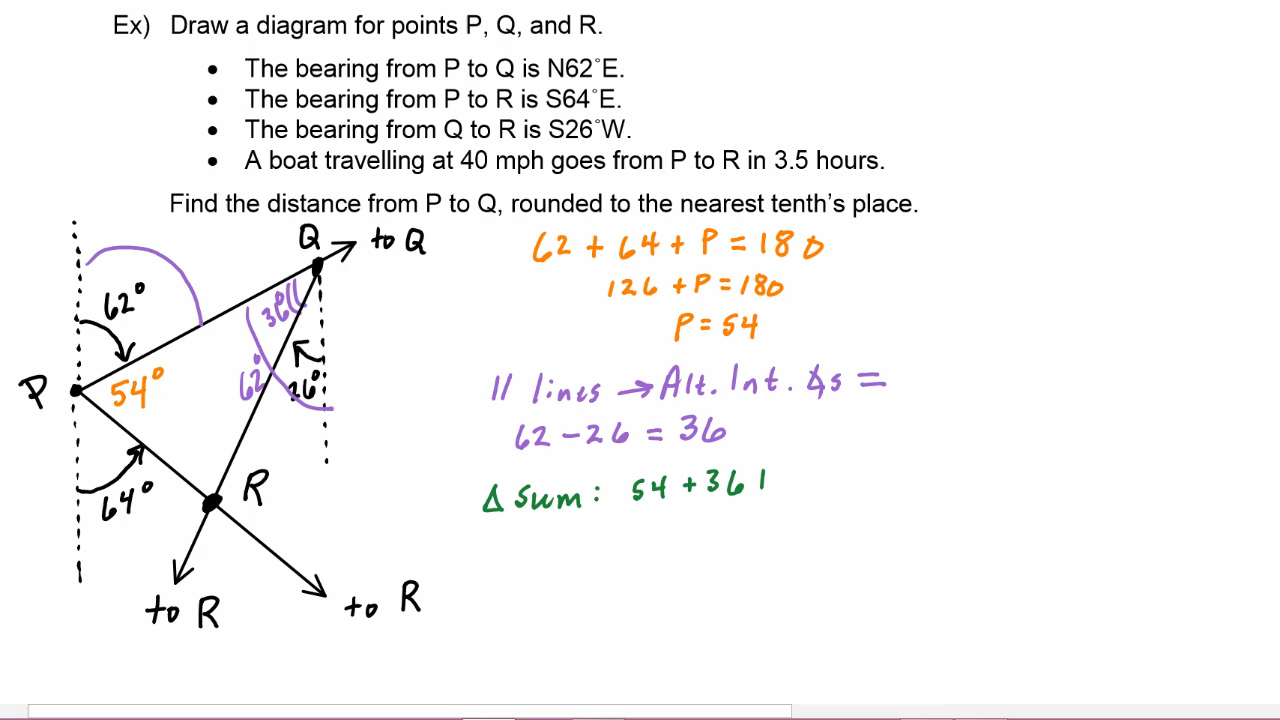 Ex) Draw a diagram for points P, Q, and R.
• The bearing from P to Q is N62°E.
• The bearing from P to R is S64°E.
• The bearing from Q to R is S26°W.
• A boat travelling at 40 mph goes from P to R in 3.5 hours.
Find the distance from P to Q, rounded to the nearest tenth's place.
Q to Q
62 + 64 + P = 180
126 + P = 180
P = 54
62°
36°
P 54°
62° 26°
// lines → Alt. Int. ∡s =
62 - 26 = 36
R
64°
Δ sum: 54 + 36 1
to R
to R